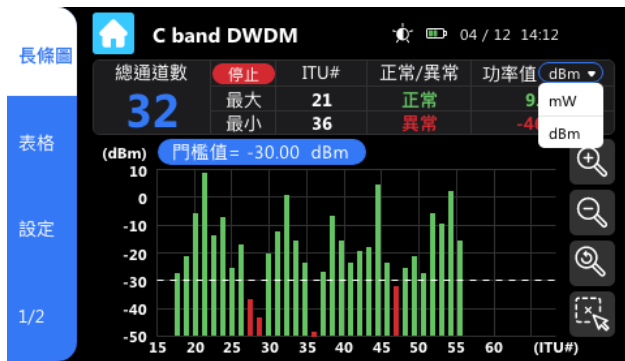 長條圖
表格
設定
1/2
C band DWDM
04 / 12 14:12
總通道數 停止 ITU# 正常/異常 功率值 dBm
32
最大 21 正常 9.
最小 36 異常
mW
dBm
(dBm) 門檻值= -30.00 dBm
10
0
-10
-20
-30
-40
-50
15 20 25 30 35 40 45 50 55 60 (ITU#)